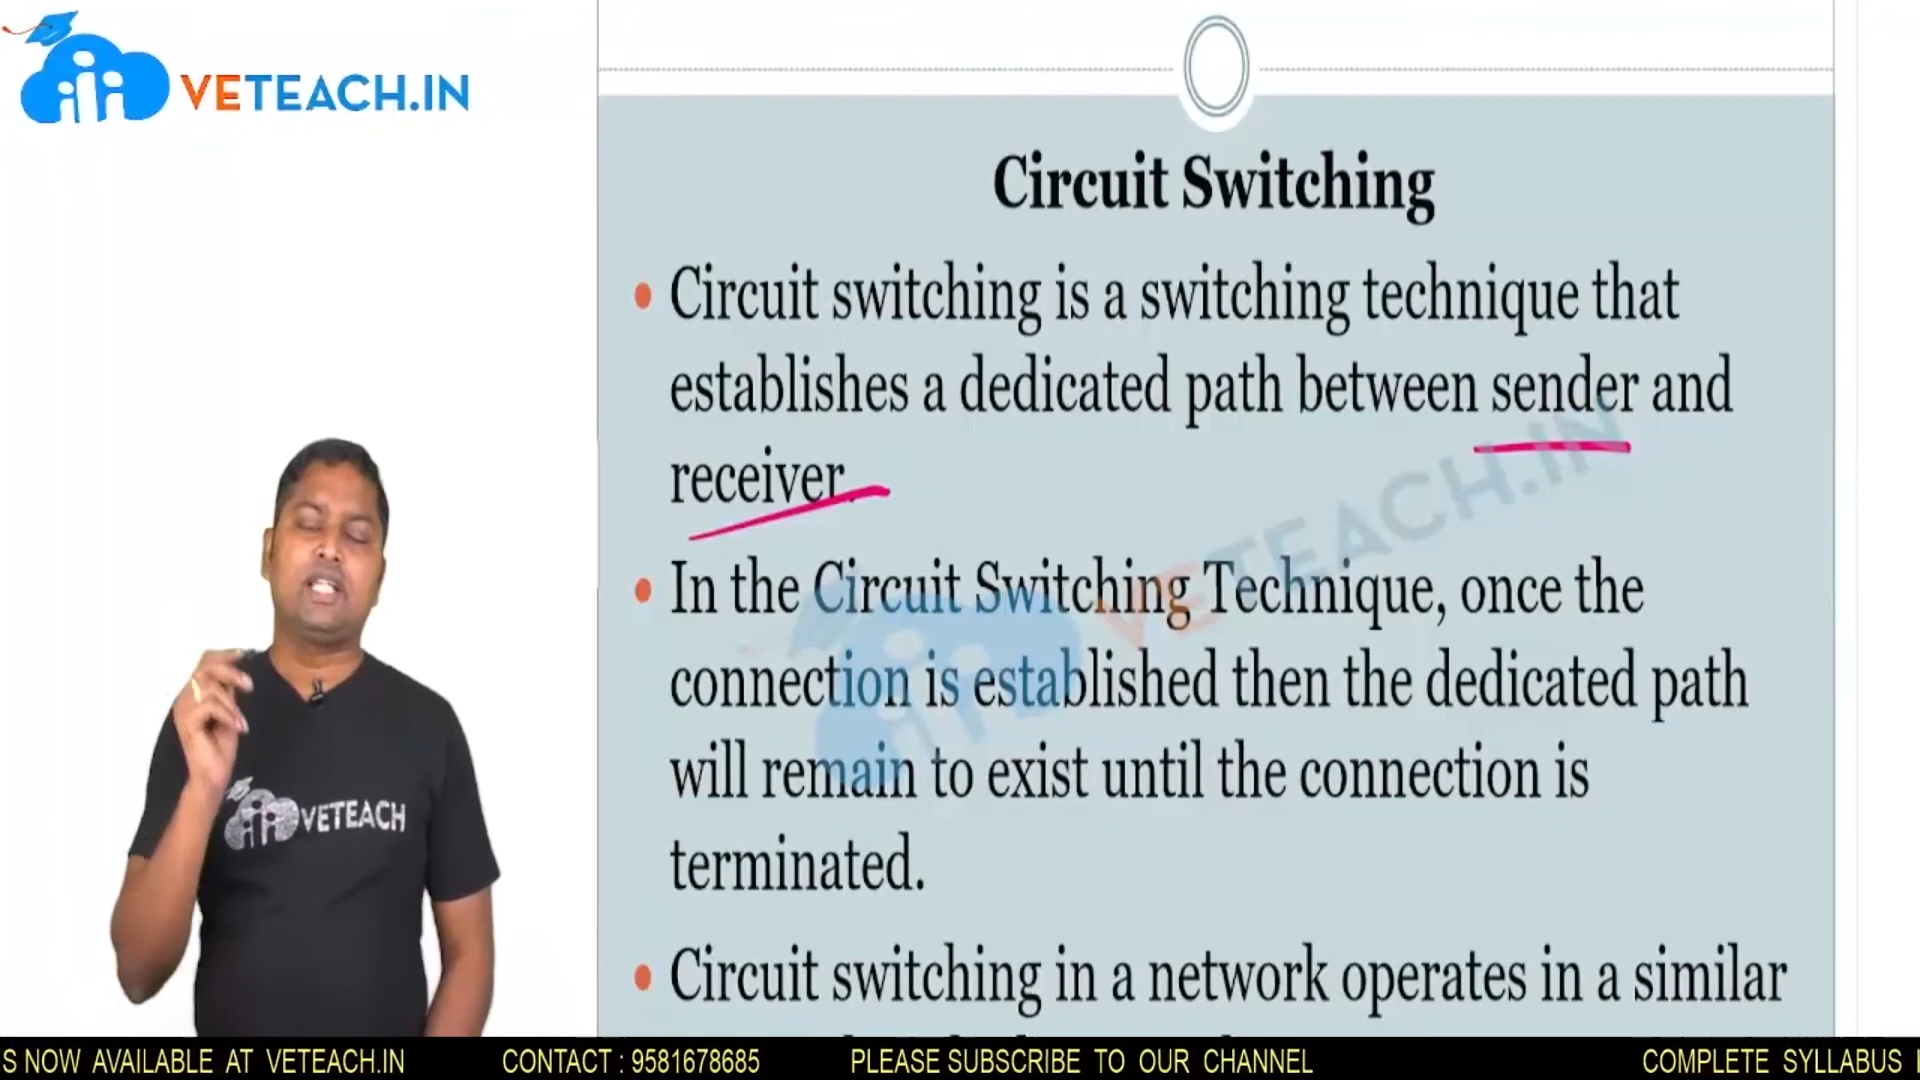 VETEACH.IN
Circuit Switching
• Circuit switching is a switching technique that
establishes a dedicated path between sender and
receiver.
• In the Circuit Switching Technique, once the
connection is established then the dedicated path
will remain to exist until the connection is
terminated.
• Circuit switching in a network operates in a similar
VETEACH.IN
VETEACH
S NOW AVAILABLE AT VETEACH.IN CONTACT : 9581678685 PLEASE SUBSCRIBE TO OUR CHANNEL COMPLETE SYLLABUS